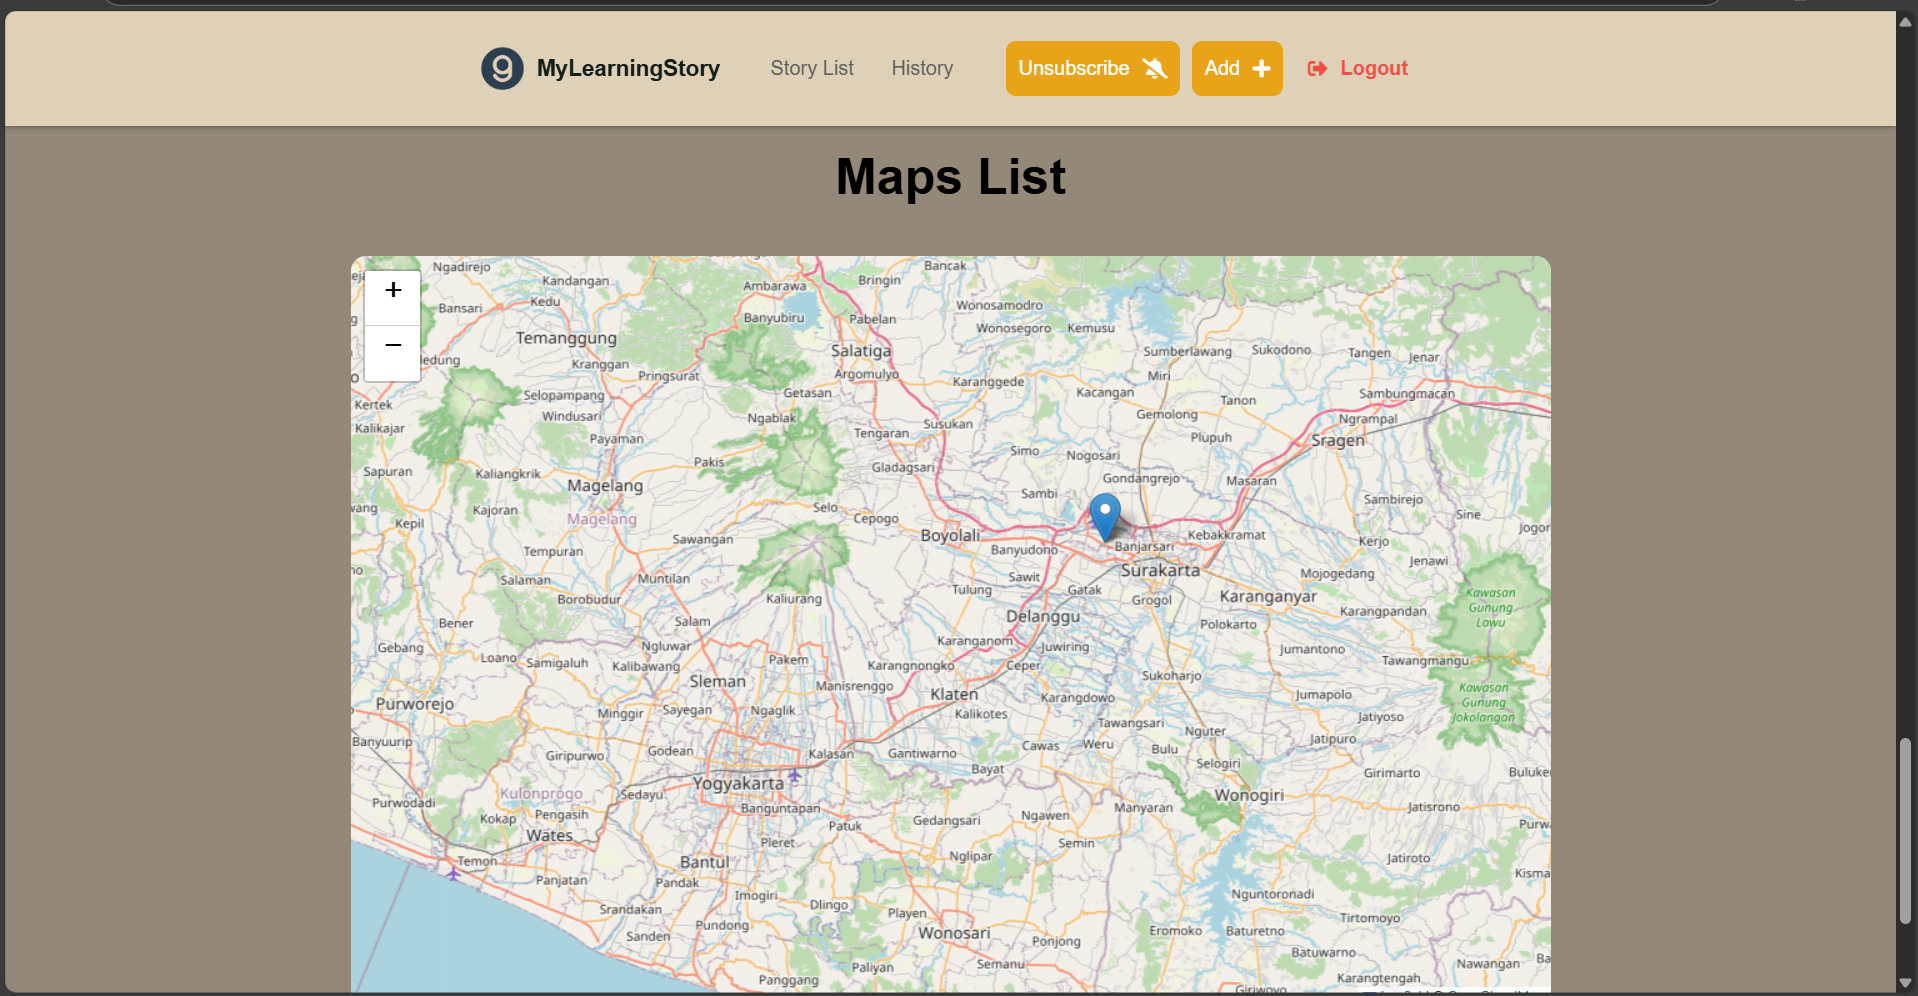 MyLearningStory
Story List
History
Unsubscribe
Add
Logout
Maps List
+
−
Ngadirejo
Kandangan
Bancak
Bringin
Ambarawa
Kedu
Bansari
Wonosamodro
Banyubiru
Pabelan
Wonosegoro
Kemusu
Temanggung
Salatiga
Sumberlawang
Sukodono
Tangen
Jenar
Kranggan
Pringsurat
Argomulyo
Karanggede
Miri
Selopampang
Getasan
Kacangan
Tanon
Sambungmacan
Kertek
Windusari
Ngablak
Susukan
Gemolong
Ngrampal
Kalikajar
Payaman
Tengaran
Plupuh
Sragen
Simo
Nogosari
Sapuran
Kaliangkrik
Pakis
Gladagsari
Gondangrejo
Masaran
Magelang
Sambi
Sambirejo
Kajoran
Selo
Cepogo
Sine
Magelang
Kepil
Jogor
Sawangan
Boyolali
Kebakkramat
Kerjo
Tempuran
Banyudono
Banjarsari
Jenawi
Salaman
Muntilan
Sawit
Surakarta
Mojogedang
Borobudur
Kaliurang
Tulung
Gatak
Grogol
Karanganyar
Kawasan
Gunung
Lawu
Bener
Salam
Delanggu
Polokarto
Karangpandan
Gebang
Ngluwar
Karanganom
Juwiring
Jumantono
Loano
Samigaluh
Kalibawang
Pakem
Karangnongko
Ceper
Tawangmangu
Sleman
Manisrenggo
Sukoharjo
Klaten
Karangdowo
Jumapolo
Kawasan
Gunung
Jokolangan
Purworejo
Minggir
Sayegan
Ngaglik
Kalikotes
Tawangsari
Jatiyoso
Nguter
Banyuurip
Giripurwo
Godean
Kalasan
Gantiwarno
Cawas
Weru
Bulu
Jatipuro
Bayat
Selogiri
Girimarto
Buluke
Yogyakarta
Kulonprogo
Sedayu
Wonogiri
Purwodadi
Kokap
Pengasih
Banguntapan
Manyaran
Jatisrono
Wates
Patuk
Gedangsari
Ngawen
Purwa
Temon
Bantul
Pleret
Nglipar
Semin
Jatiroto
Panjatan
Pandak
Imogiri
Kisma
Srandakan
Dlingo
Playen
Nguntoronadi
Sanden
Pundong
Wonosari
Ponjong
Eromoko
Baturetno
Tirtomoyo
Paliyan
Semanu
Batuwarno
Nawangan
Ba
Panggang
Karangtengah